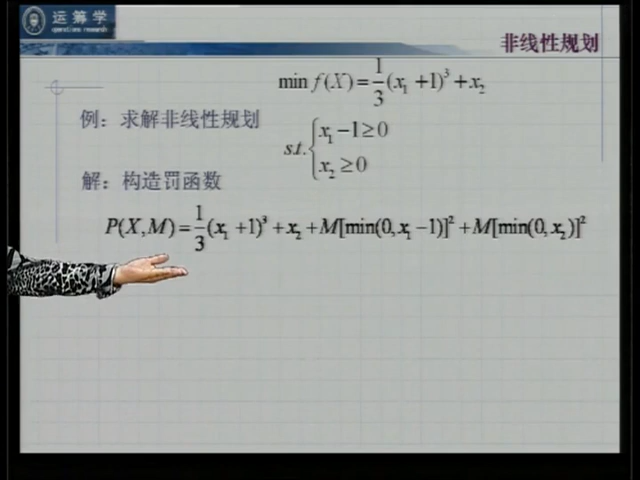 运筹学
operations research
非线性规划
min f(X) = 1/3 (x₁ + 1)³ + x₂
例：求解非线性规划
s.t. { x₁ − 1 ≥ 0
x₂ ≥ 0
解：构造罚函数
P(X, M) = 1/3 (x₁ + 1)³ + x₂ + M[min(0, x₁ − 1)]² + M[min(0, x₂)]²